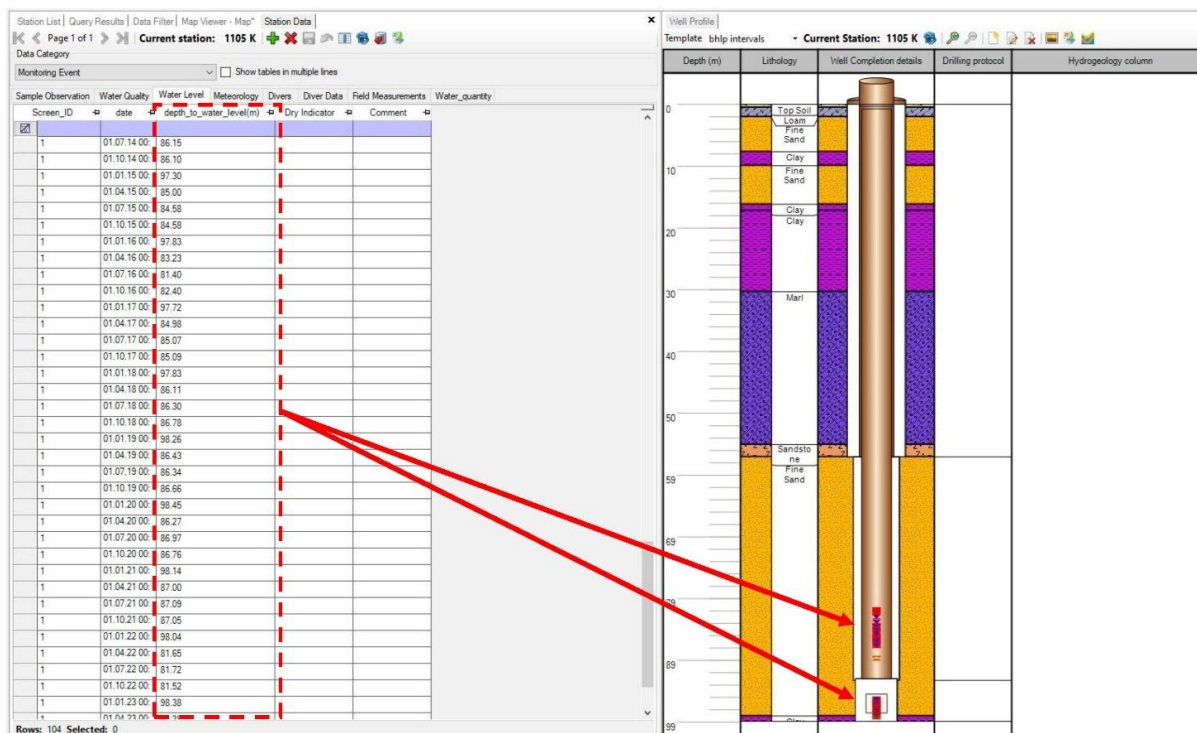 Station List | Query Results | Data Filter | Map Viewer - Map* | Station Data
Page 1 of 1 Current station: 1105 K
Data Category
Monitoring Event Show tables in multiple lines
Sample Observation Water Quality Water Level Meteorology Divers Diver Data Field Measurements Water_quantity
Screen_ID date depth_to_water_level(m) Dry Indicator Comment
1 01.07.14 00: 86.15
1 01.10.14 00: 86.10
1 01.01.15 00: 97.30
1 01.04.15 00: 85.00
1 01.07.15 00: 84.58
1 01.10.15 00: 84.58
1 01.01.16 00: 97.83
1 01.04.16 00: 83.23
1 01.07.16 00: 81.40
1 01.10.16 00: 82.40
1 01.01.17 00: 97.72
1 01.04.17 00: 84.98
1 01.07.17 00: 85.07
1 01.10.17 00: 85.09
1 01.01.18 00: 97.83
1 01.04.18 00: 86.11
1 01.07.18 00: 86.30
1 01.10.18 00: 86.78
1 01.01.19 00: 98.26
1 01.04.19 00: 86.43
1 01.07.19 00: 86.34
1 01.10.19 00: 86.66
1 01.01.20 00: 98.45
1 01.04.20 00: 86.27
1 01.07.20 00: 86.97
1 01.10.20 00: 86.76
1 01.01.21 00: 98.14
1 01.04.21 00: 87.00
1 01.07.21 00: 87.09
1 01.10.21 00: 87.05
1 01.01.22 00: 98.04
1 01.04.22 00: 81.65
1 01.07.22 00: 81.72
1 01.10.22 00: 81.52
1 01.01.23 00: 98.38
1 01.04.23 00:
Rows: 104 Selected: 0
Well Profile
Template bhlp intervals Current Station: 1105 K
Depth (m) Lithology Well Completion details Drilling protocol Hydrogeology column
0
Top Soil
Loam
Fine
Sand
Clay
10
Fine
Sand
Clay
Clay
20
30
Marl
40
50
Sandsto
ne
Fine
Sand
59
69
79
89
Clay
99